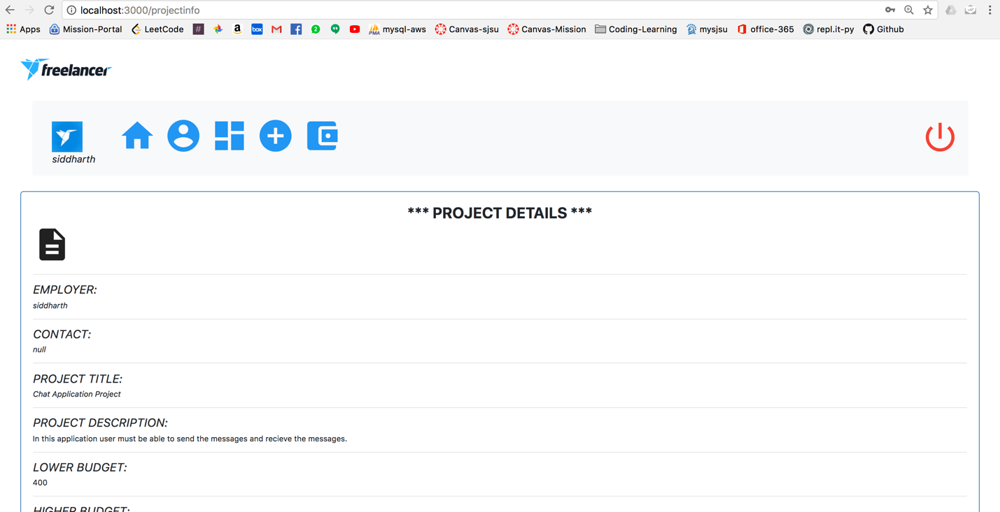 localhost:3000/projectinfo
Apps Mission-Portal LeetCode # a box M f 2 PMA mysql-aws Canvas-sjsu Canvas-Mission Coding-Learning mysjsu office-365 repl.it-py Github
freelancer
siddharth
*** PROJECT DETAILS ***
EMPLOYER:
siddharth
CONTACT:
null
PROJECT TITLE:
Chat Application Project
PROJECT DESCRIPTION:
In this application user must be able to send the messages and recieve the messages.
LOWER BUDGET:
400
HIGHER BUDGET: